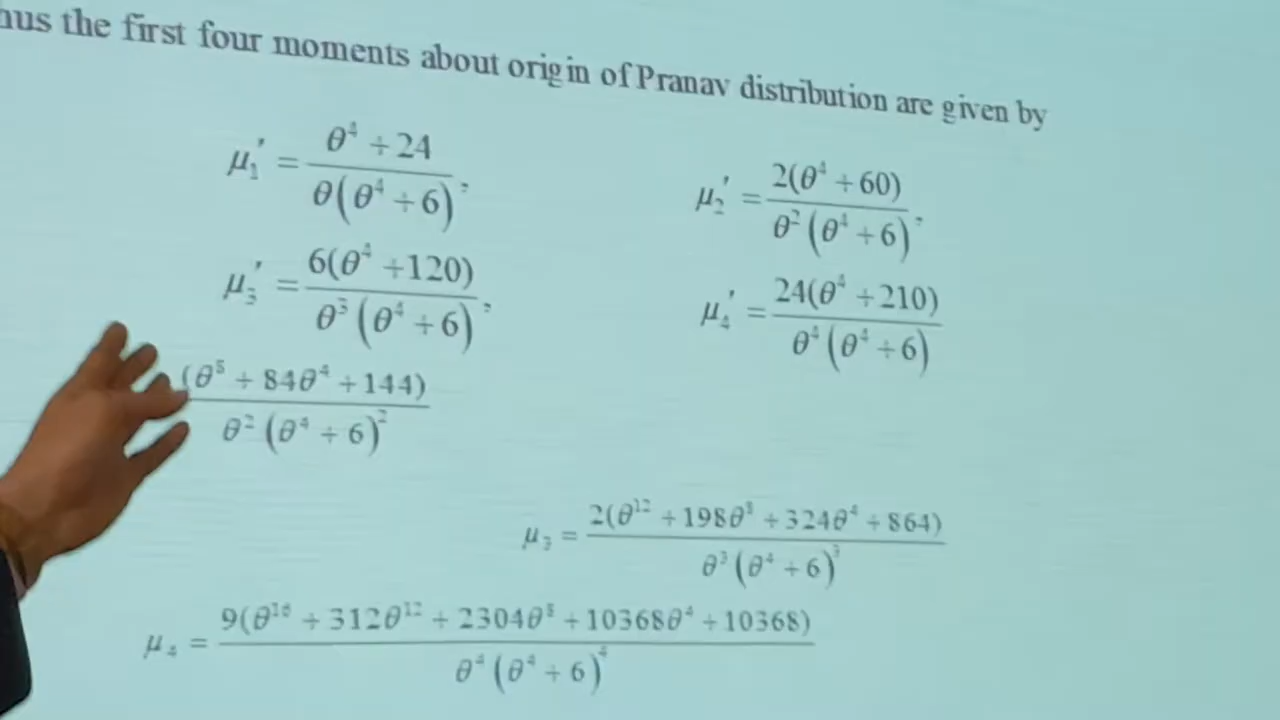 the first four moments about origin of Pranav distribution are given by
μ₁′ = (θ⁴ + 24) / (θ(θ⁴ + 6)), μ₂′ = 2(θ⁴ + 60) / (θ²(θ⁴ + 6)),
μ₃′ = 6(θ⁴ + 120) / (θ³(θ⁴ + 6)), μ₄′ = 24(θ⁴ + 210) / (θ⁴(θ⁴ + 6))
(θ⁸ + 84θ⁴ + 144) / (θ²(θ⁴ + 6)²)
μ₃ = 2(θ¹² + 198θ⁸ + 324θ⁴ + 864) / (θ³(θ⁴ + 6)³)
μ₄ = 9(θ¹⁶ + 312θ¹² + 2304θ⁸ + 10368θ⁴ + 10368) / (θ⁴(θ⁴ + 6)⁴)